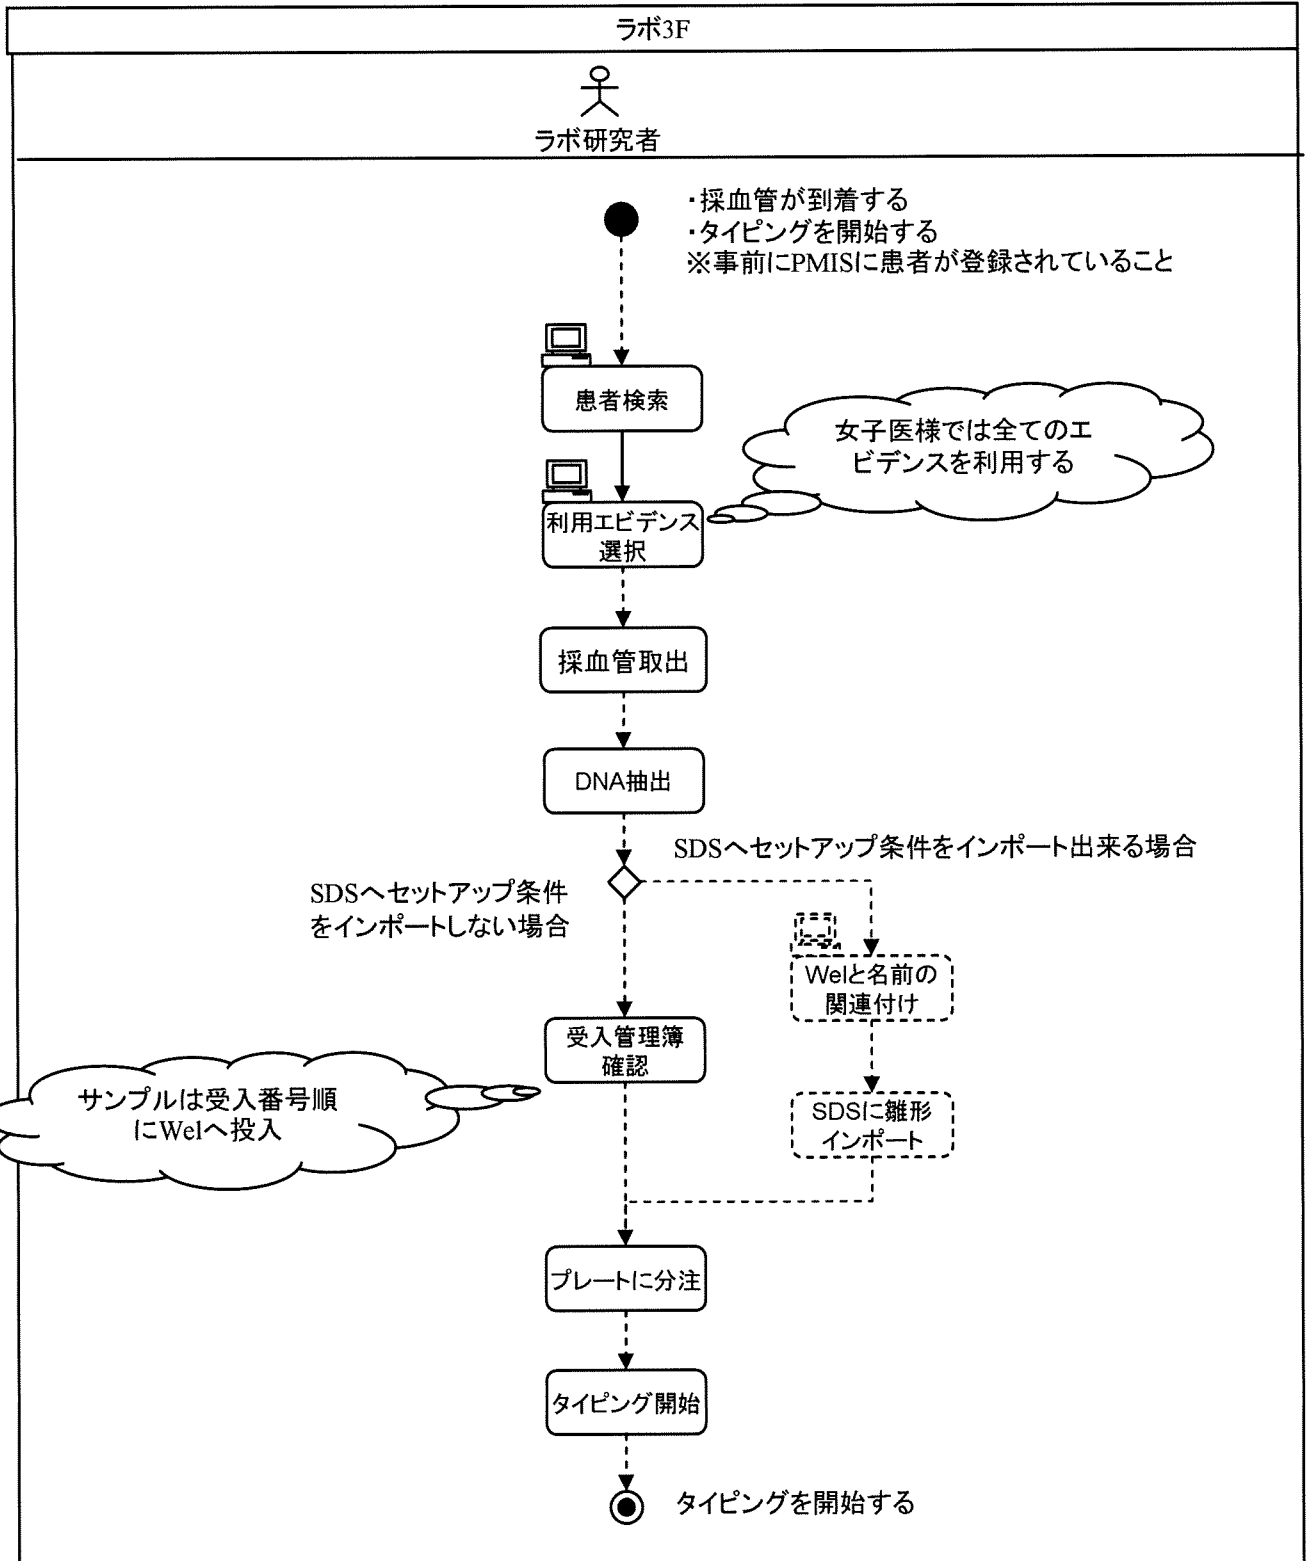 ラボ3F
ラボ研究者
・採血管が到着する
・タイピングを開始する
※事前にPMISに患者が登録されていること
患者検索
女子医様では全てのエ
ビデンスを利用する
利用エビデンス
選択
採血管取出
DNA抽出
SDSへセットアップ条件をインポート出来る場合
SDSへセットアップ条件
をインポートしない場合
Welと名前の
関連付け
受入管理簿
確認
サンプルは受入番号順
にWelへ投入
SDSに雛形
インポート
プレートに分注
タイピング開始
タイピングを開始する